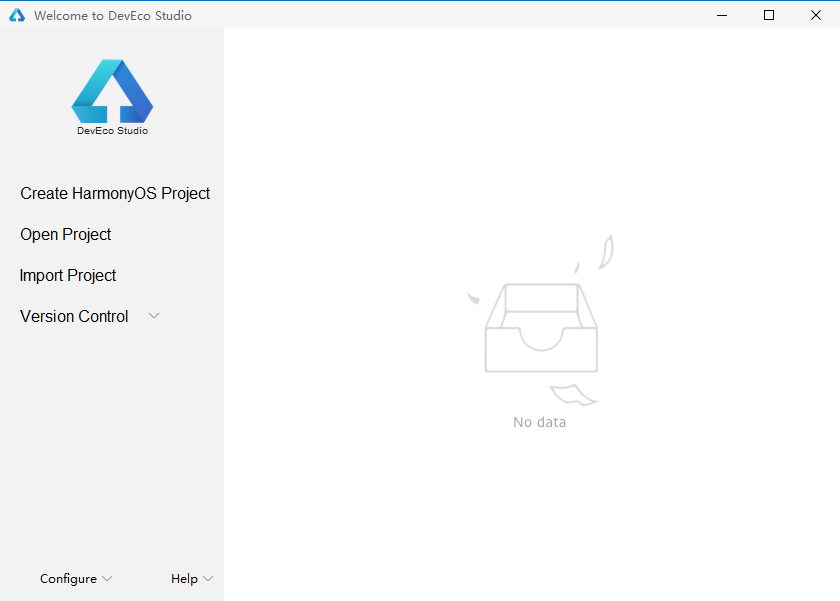 Welcome to DevEco Studio
DevEco Studio
Create HarmonyOS Project
Open Project
Import Project
Version Control
No data
Configure
Help